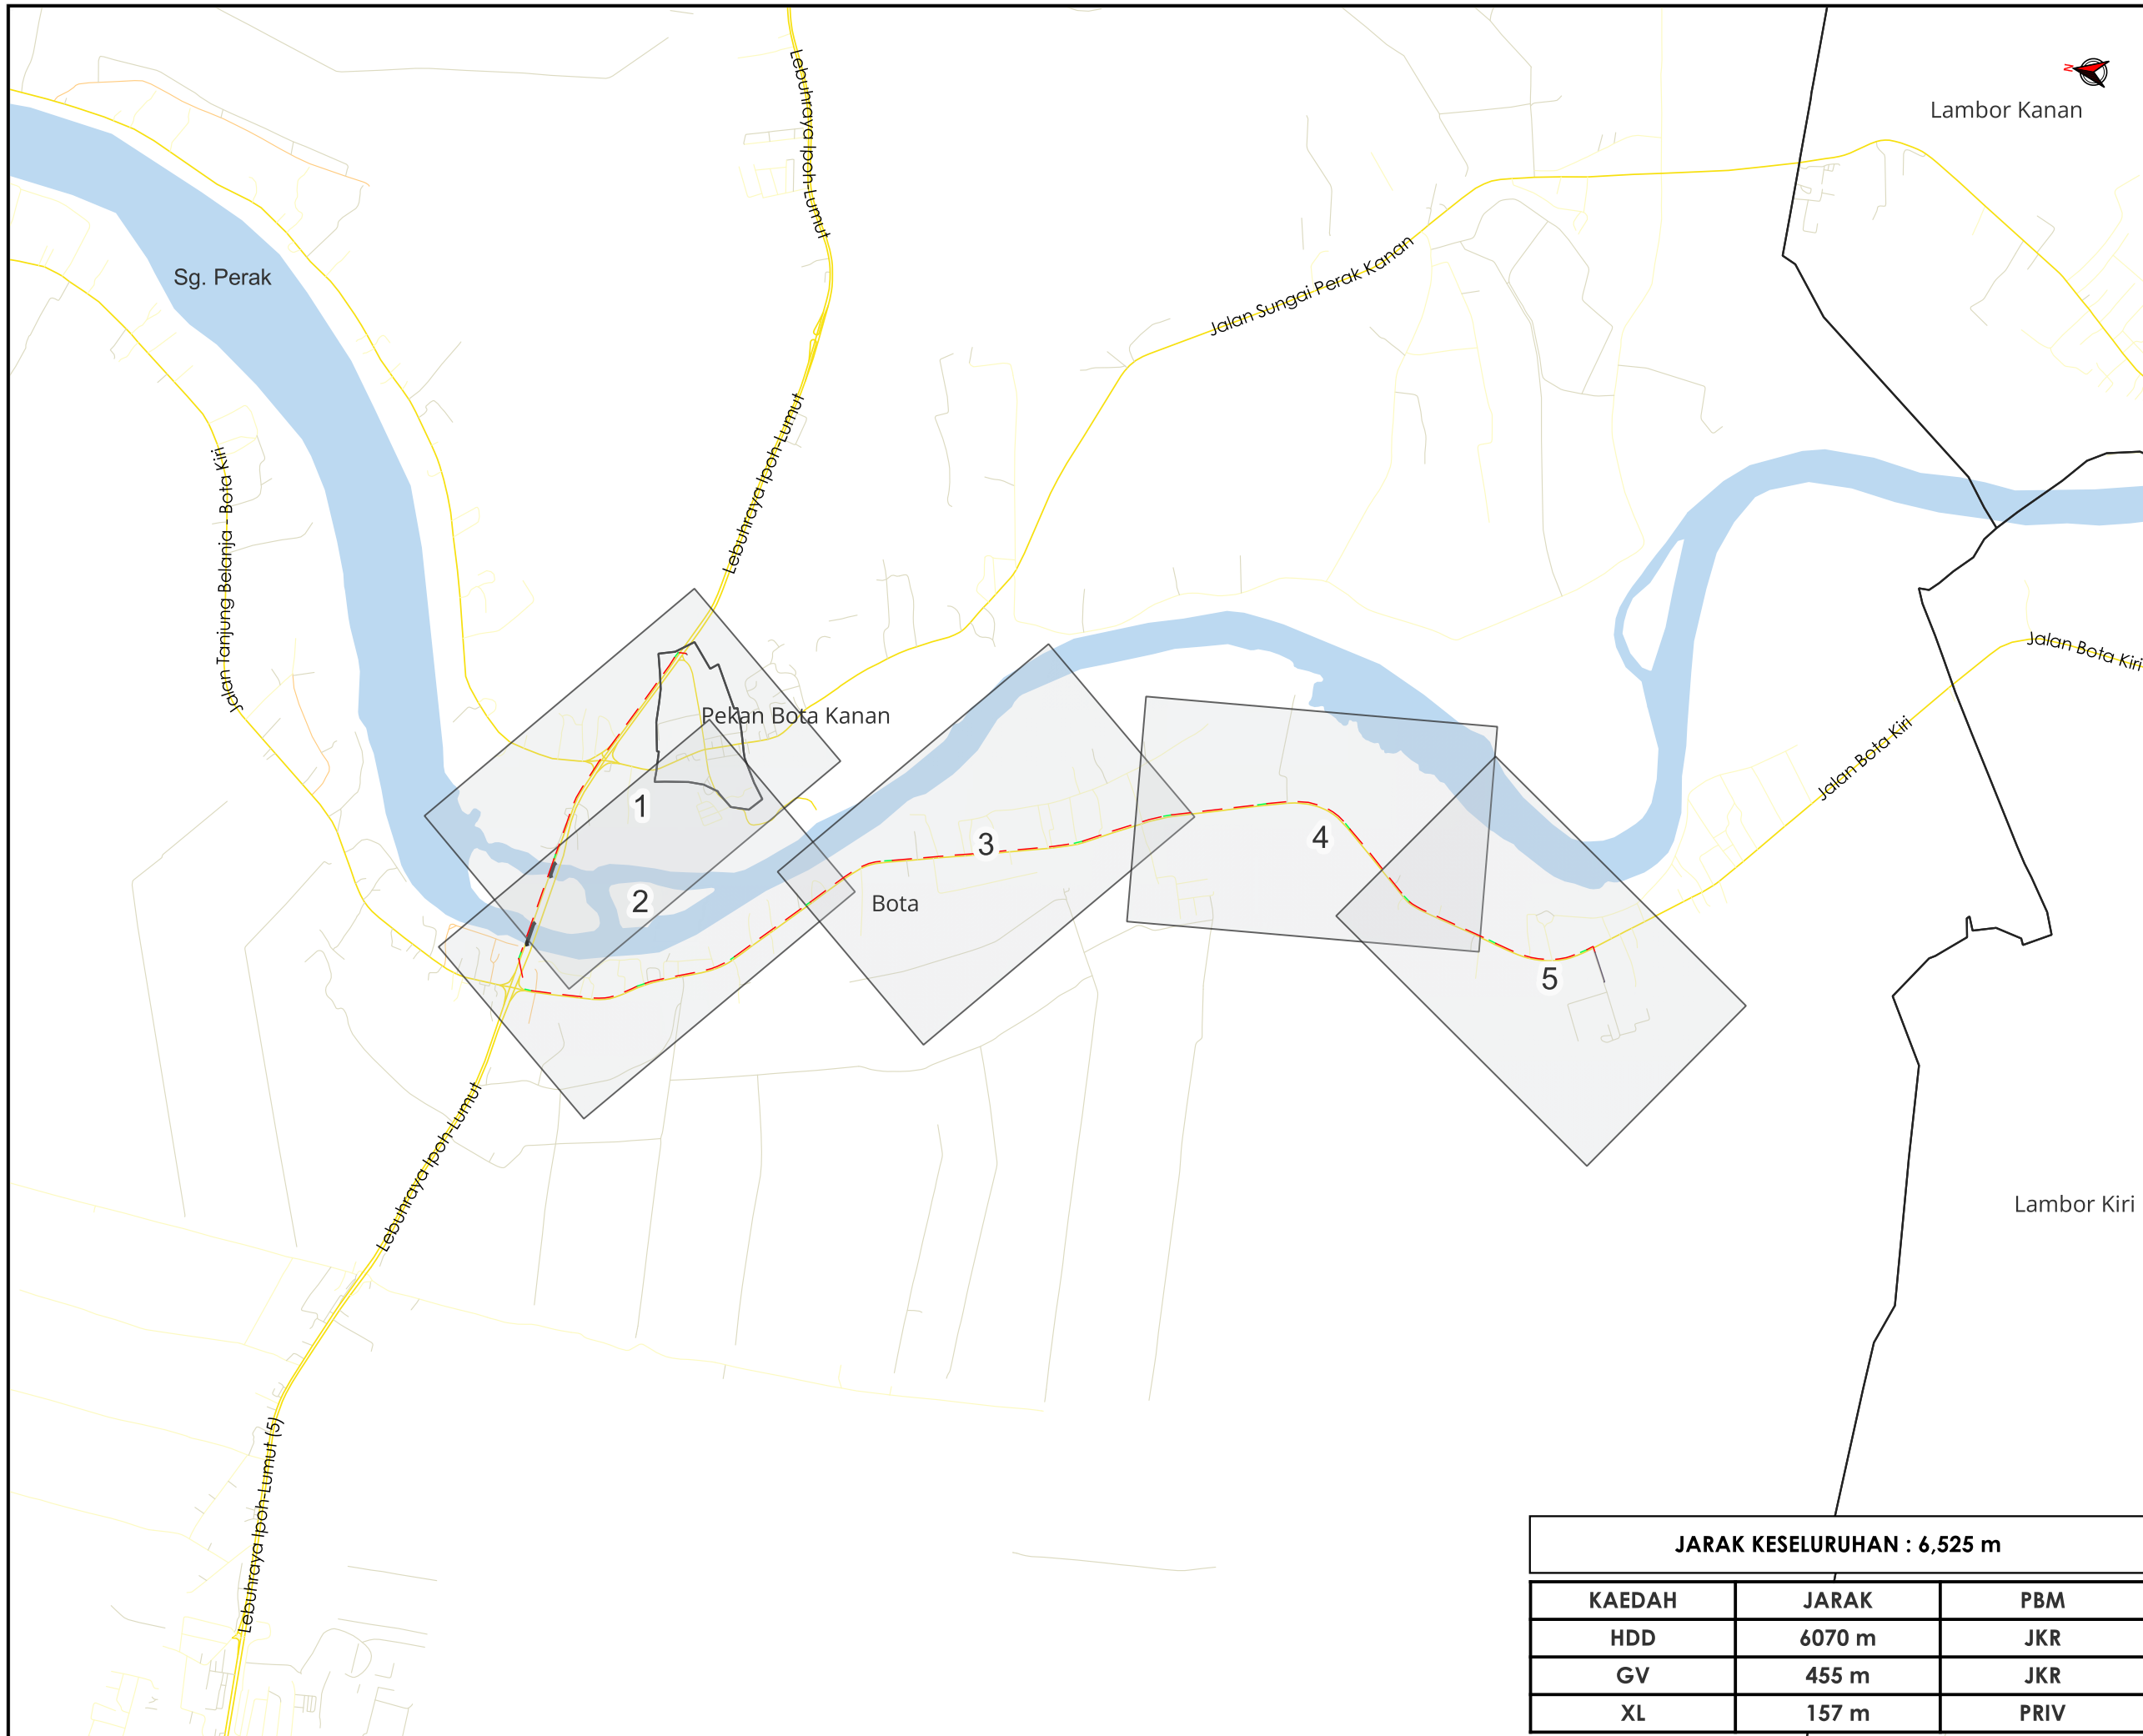 Lebuhraya Ipoh-Lumut
N
Lambor Kanan
Sg. Perak
Jalan Sungai Perak Kanan
Lebuhraya Ipoh-Lumut
Jalan Tanjung Belanja - Bota Kiri
Jalan Bota Kiri
Pekan Bota Kanan
Jalan Bota Kiri
1
3
4
2
Bota
5
Lebuhraya Ipoh-Lumut
Lambor Kiri
Lebuhraya Ipoh-Lumut (5)
JARAK KESELURUHAN : 6,525 m
KAEDAH JARAK PBM
HDD 6070 m JKR
GV 455 m JKR
XL 157 m PRIV